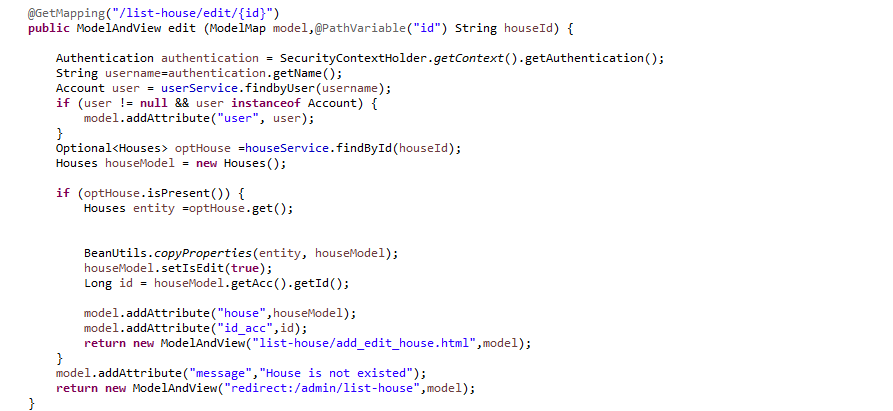 @GetMapping("/list-house/edit/{id}")
public ModelAndView edit (ModelMap model,@PathVariable("id") String houseId) {
Authentication authentication = SecurityContextHolder.getContext().getAuthentication();
String username=authentication.getName();
Account user = userService.findbyUser(username);
if (user != null && user instanceof Account) {
model.addAttribute("user", user);
}
Optional<Houses> optHouse =houseService.findById(houseId);
Houses houseModel = new Houses();
if (optHouse.isPresent()) {
Houses entity =optHouse.get();
BeanUtils.copyProperties(entity, houseModel);
houseModel.setIsEdit(true);
Long id = houseModel.getAcc().getId();
model.addAttribute("house",houseModel);
model.addAttribute("id_acc",id);
return new ModelAndView("list-house/add_edit_house.html",model);
}
model.addAttribute("message","House is not existed");
return new ModelAndView("redirect:/admin/list-house",model);
}